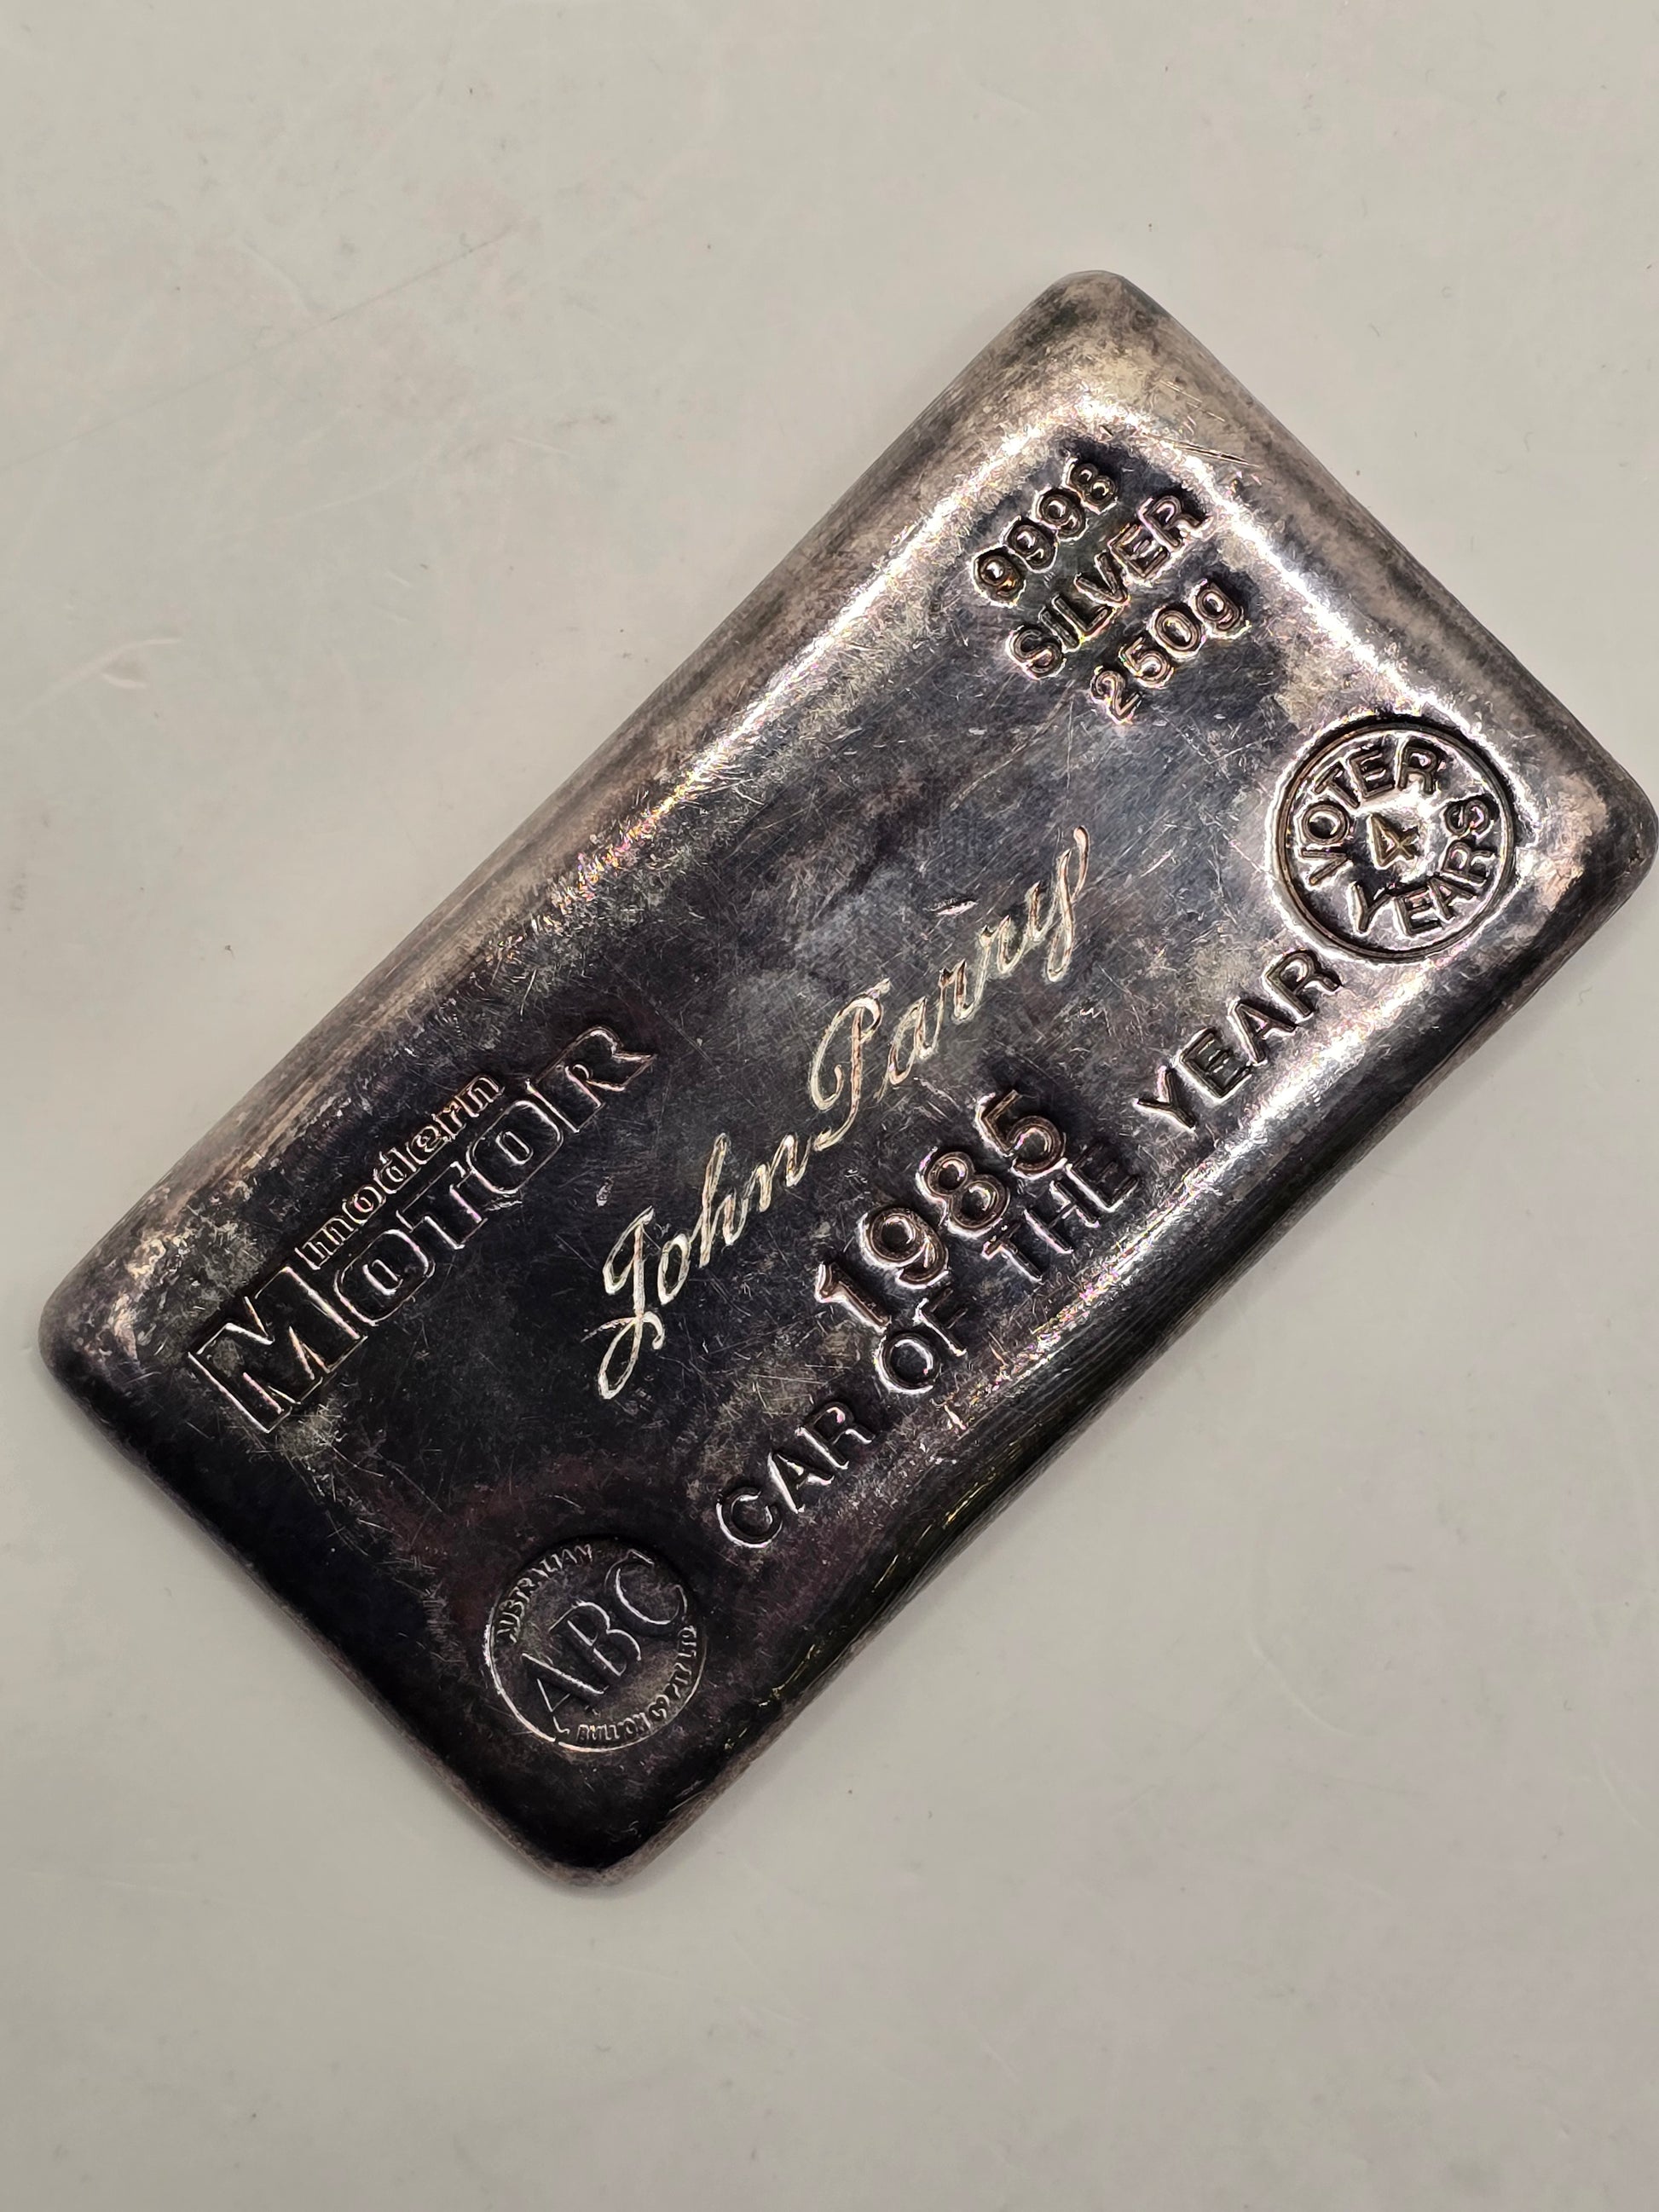 9998
SILVER
250g
modern
MOTOR
John Parry
1985
CAR OF THE YEAR
VOTER
4
YEARS
AUSTRALIAN
ABC
BULLION CO PTY LTD